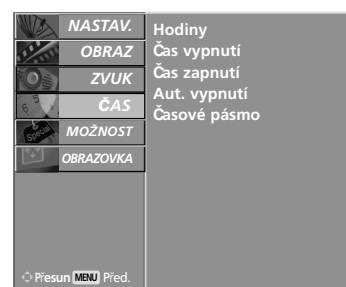 NASTAV.
OBRAZ
ZVUK
ČAS
MOŽNOST
OBRAZOVKA
Hodiny
Čas vypnutí
Čas zapnutí
Aut. vypnutí
Časové pásmo
Přesun MENU Před.